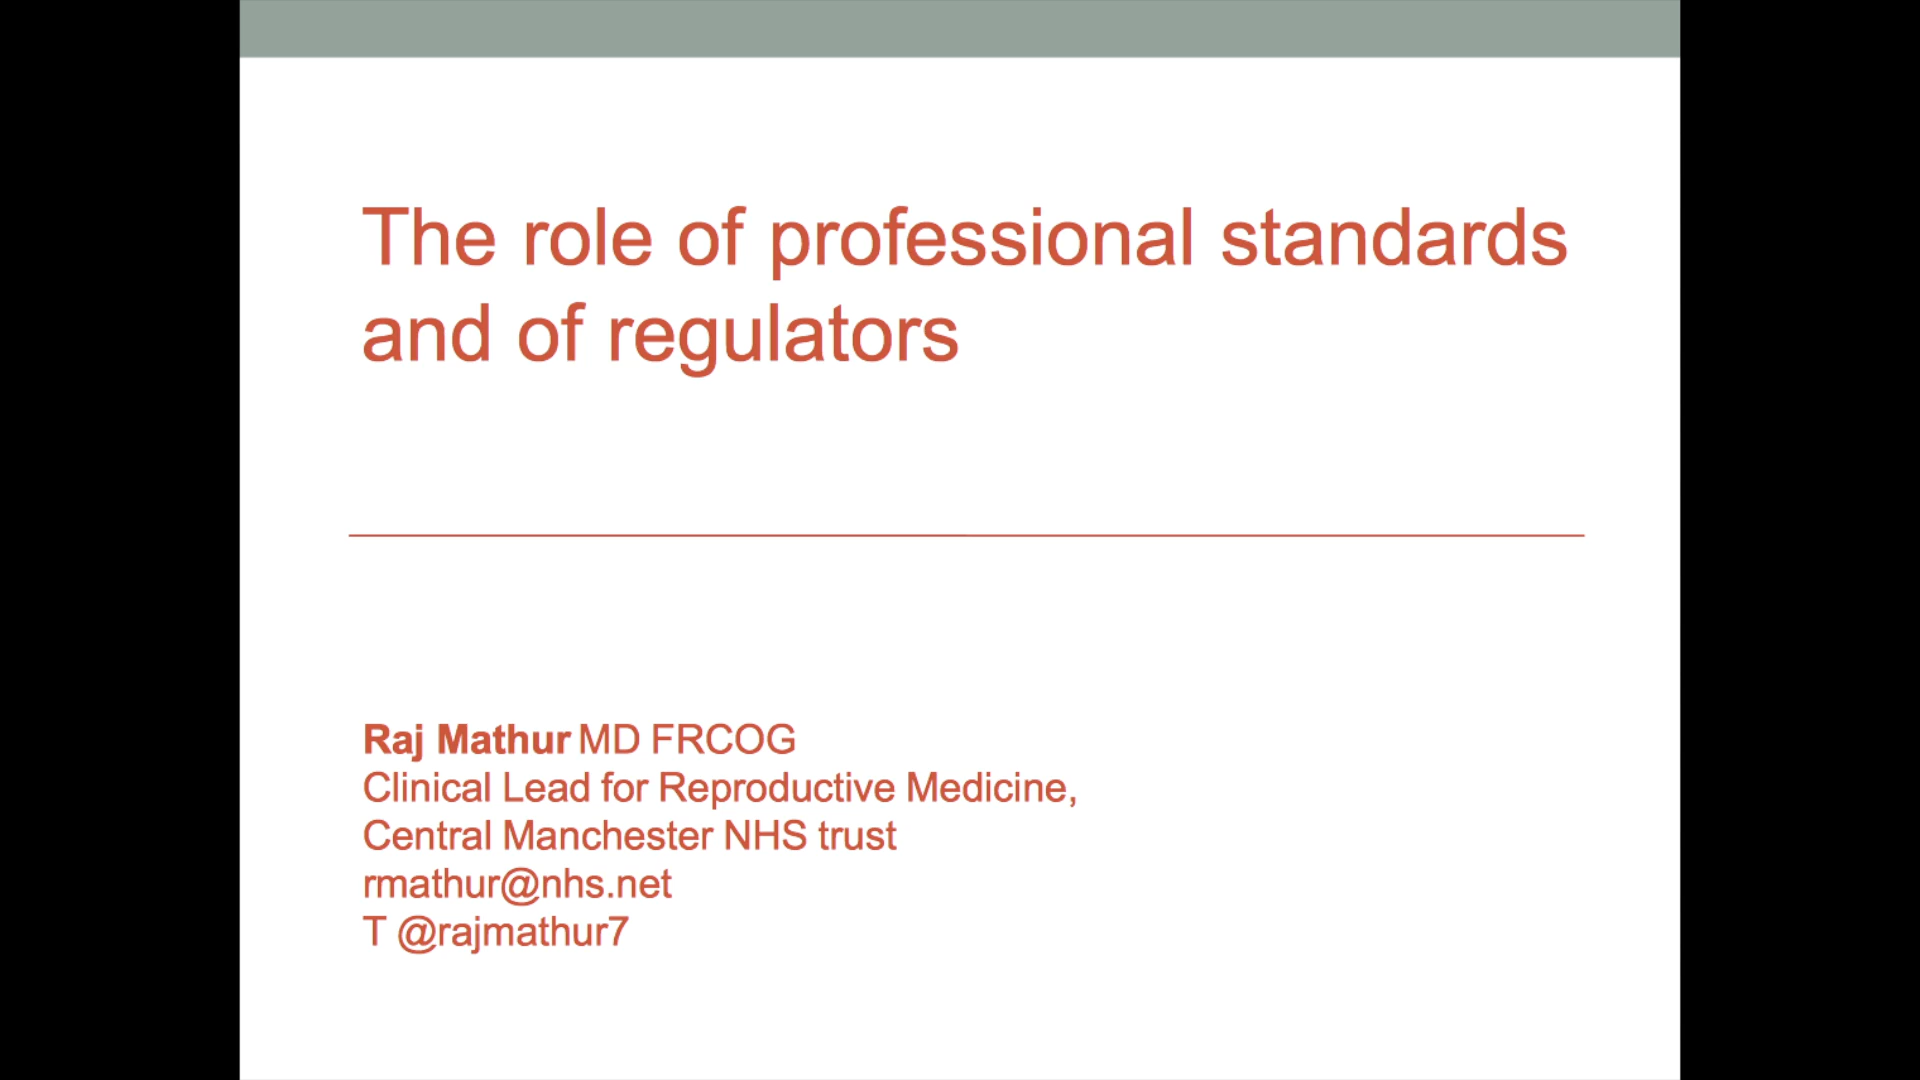 The role of professional standards
and of regulators
Raj Mathur MD FRCOG
Clinical Lead for Reproductive Medicine,
Central Manchester NHS trust
rmathur@nhs.net
T @rajmathur7